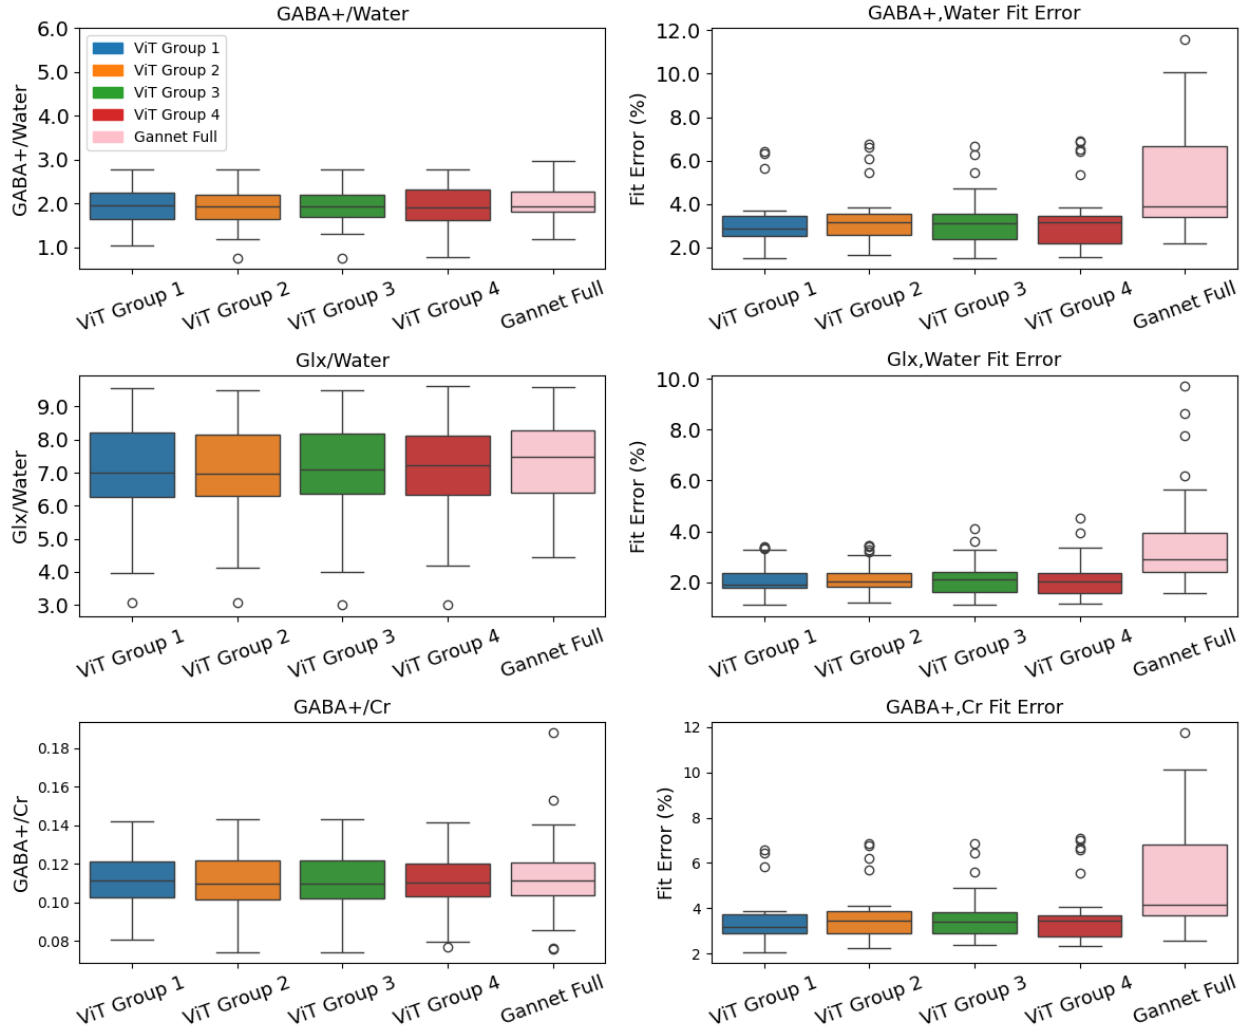 GABA+/Water
GABA+/Water
6.0
5.0
4.0
3.0
2.0
1.0
ViT Group 1
ViT Group 2
ViT Group 3
ViT Group 4
Gannet Full
ViT Group 1
ViT Group 2
ViT Group 3
ViT Group 4
Gannet Full
GABA+,Water Fit Error
Fit Error (%)
12.0
10.0
8.0
6.0
4.0
2.0
ViT Group 1
ViT Group 2
ViT Group 3
ViT Group 4
Gannet Full
Glx/Water
Glx/Water
9.0
8.0
7.0
6.0
5.0
4.0
3.0
ViT Group 1
ViT Group 2
ViT Group 3
ViT Group 4
Gannet Full
Glx,Water Fit Error
Fit Error (%)
10.0
8.0
6.0
4.0
2.0
ViT Group 1
ViT Group 2
ViT Group 3
ViT Group 4
Gannet Full
GABA+/Cr
GABA+/Cr
0.18
0.16
0.14
0.12
0.10
0.08
ViT Group 1
ViT Group 2
ViT Group 3
ViT Group 4
Gannet Full
GABA+,Cr Fit Error
Fit Error (%)
12
10
8
6
4
2
ViT Group 1
ViT Group 2
ViT Group 3
ViT Group 4
Gannet Full